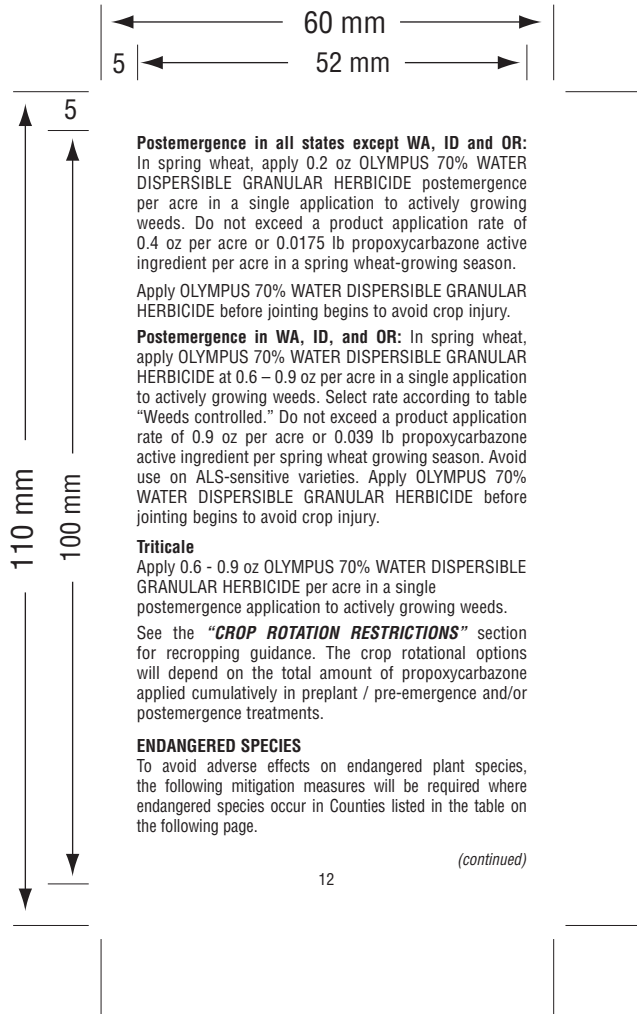 60 mm
5 52 mm
5
110 mm
100 mm
Postemergence in all states except WA, ID and OR:
In spring wheat, apply 0.2 oz OLYMPUS 70% WATER
DISPERSIBLE GRANULAR HERBICIDE postemergence
per acre in a single application to actively growing
weeds. Do not exceed a product application rate of
0.4 oz per acre or 0.0175 lb propoxycarbazone active
ingredient per acre in a spring wheat-growing season.
Apply OLYMPUS 70% WATER DISPERSIBLE GRANULAR
HERBICIDE before jointing begins to avoid crop injury.
Postemergence in WA, ID, and OR: In spring wheat,
apply OLYMPUS 70% WATER DISPERSIBLE GRANULAR
HERBICIDE at 0.6 – 0.9 oz per acre in a single application
to actively growing weeds. Select rate according to table
“Weeds controlled.” Do not exceed a product application
rate of 0.9 oz per acre or 0.039 lb propoxycarbazone
active ingredient per spring wheat growing season. Avoid
use on ALS-sensitive varieties. Apply OLYMPUS 70%
WATER DISPERSIBLE GRANULAR HERBICIDE before
jointing begins to avoid crop injury.
Triticale
Apply 0.6 - 0.9 oz OLYMPUS 70% WATER DISPERSIBLE
GRANULAR HERBICIDE per acre in a single
postemergence application to actively growing weeds.
See the “CROP ROTATION RESTRICTIONS” section
for recropping guidance. The crop rotational options
will depend on the total amount of propoxycarbazone
applied cumulatively in preplant / pre-emergence and/or
postemergence treatments.
ENDANGERED SPECIES
To avoid adverse effects on endangered plant species,
the following mitigation measures will be required where
endangered species occur in Counties listed in the table on
the following page.
(continued)
12